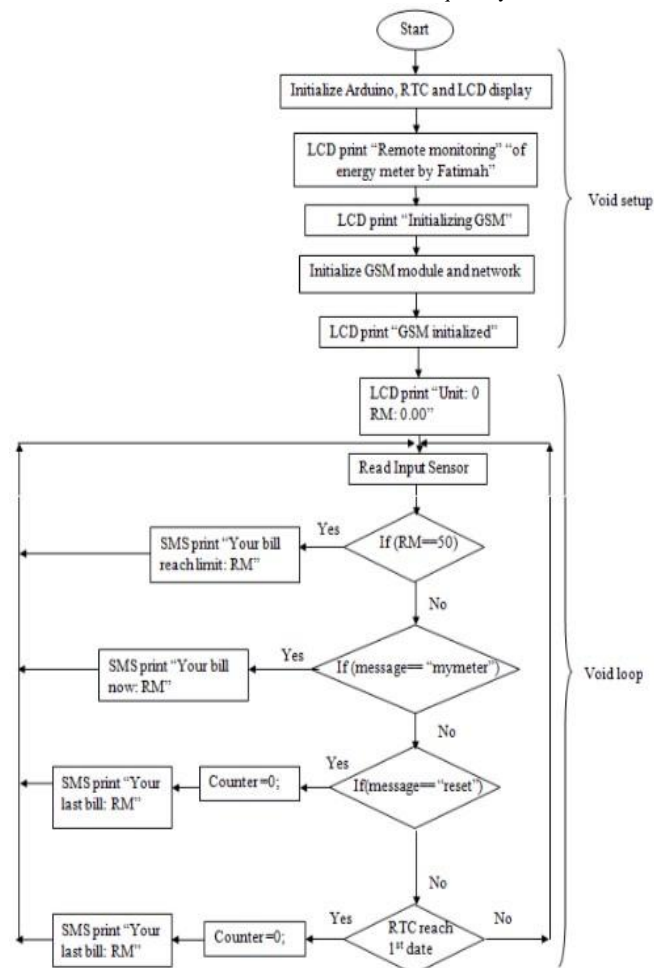 Start
Initialize Arduino, RTC and LCD display
LCD print “Remote monitoring” “of
energy meter by Fatimah”
LCD print “Initializing GSM”
Void setup
Initialize GSM module and network
LCD print “GSM initialized”
LCD print “Unit: 0
RM: 0.00”
Read Input Sensor
If (RM==50)
Yes
SMS print “Your bill
reach limit: RM”
No
If (message== “mymeter”)
Yes
SMS print “Your bill
now: RM”
Void loop
No
If(message==“reset”)
Yes
Counter=0;
SMS print “Your
last bill: RM”
No
RTC reach
1st date
Yes
No
Counter=0;
SMS print “Your
last bill: RM”